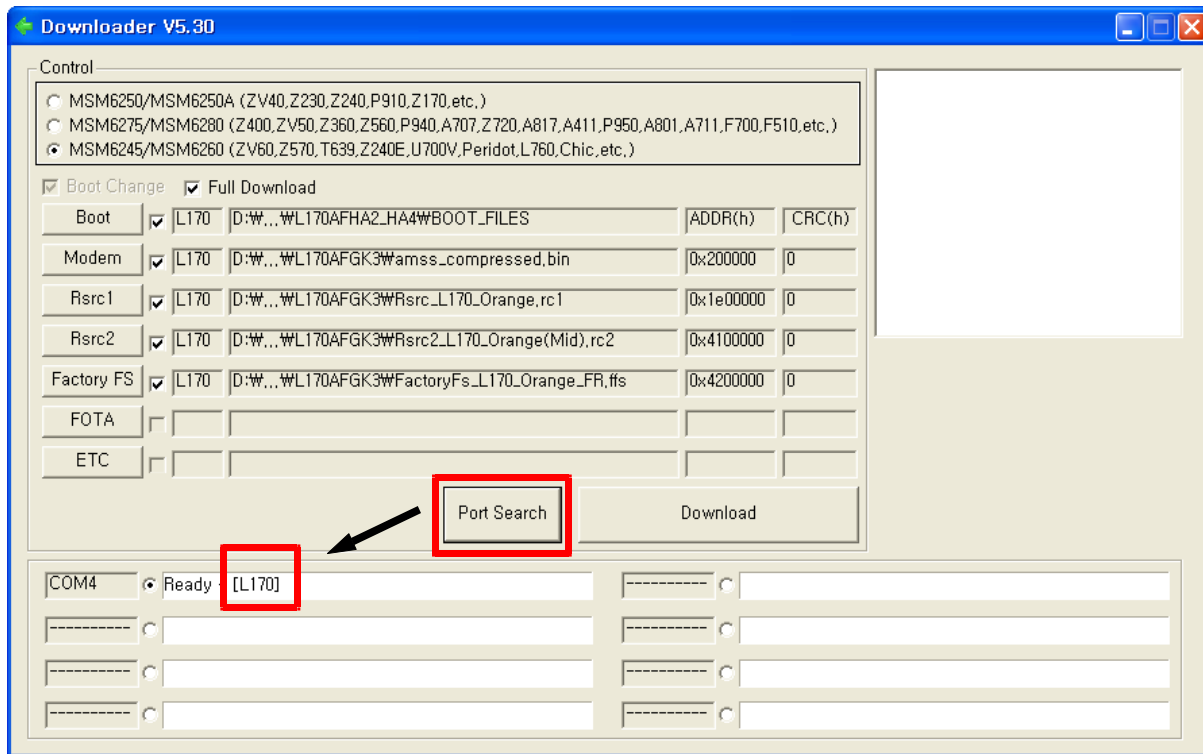 Downloader V5.30
Control
MSM6250/MSM6250A (ZV40,Z230,Z240,P910,Z170,etc,)
MSM6275/MSM6280 (Z400,ZV50,Z360,Z560,P940,A707,Z720,A817,A411,P950,A801,A711,F700,F510,etc,)
MSM6245/MSM6260 (ZV60,Z570,T639,Z240E,U700V,Peridot,L760,Chic,etc,)
Boot Change Full Download
Boot L170 D:₩,,,₩L170AFHA2_HA4₩BOOT_FILES ADDR(h) CRC(h)
Modem L170 D:₩,,,₩L170AFGK3₩amss_compressed,bin 0x200000 0
Rsrc1 L170 D:₩,,,₩L170AFGK3₩Rsrc_L170_Orange,rc1 0x1e00000 0
Rsrc2 L170 D:₩,,,₩L170AFGK3₩Rsrc2_L170_Orange(Mid),rc2 0x4100000 0
Factory FS L170 D:₩,,,₩L170AFGK3₩FactoryFs_L170_Orange_FR,ffs 0x4200000 0
FOTA
ETC
Port Search Download
COM4 Ready - [L170] ----------
---------- ----------
---------- ----------
---------- ----------